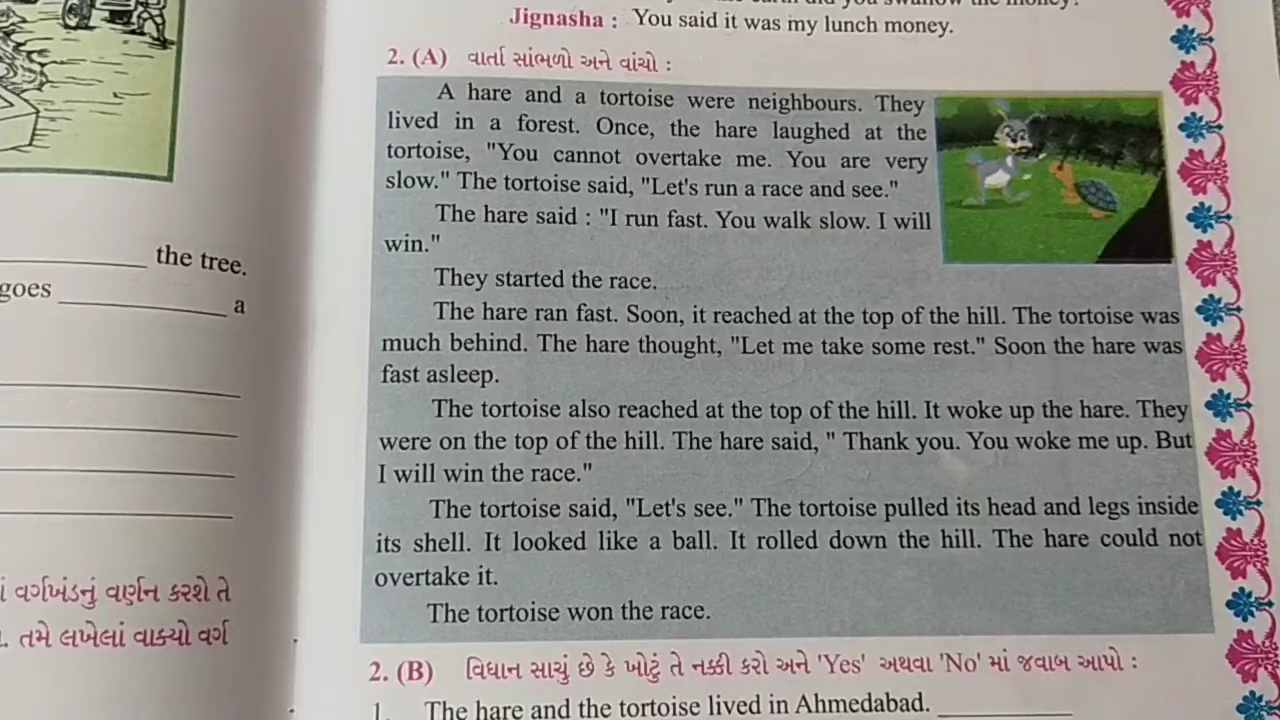 the tree.
goes ____________ a
વર્ગખંડનું વર્ણન કરશે તે
. તમે લખેલાં વાક્યો વર્ગ
Jignasha : You said it was my lunch money.
2. (A) વાર્તા સાંભળો અને વાંચો :
A hare and a tortoise were neighbours. They
lived in a forest. Once, the hare laughed at the
tortoise, "You cannot overtake me. You are very
slow." The tortoise said, "Let's run a race and see."
The hare said : "I run fast. You walk slow. I will
win."
They started the race.
The hare ran fast. Soon, it reached at the top of the hill. The tortoise was
much behind. The hare thought, "Let me take some rest." Soon the hare was
fast asleep.
The tortoise also reached at the top of the hill. It woke up the hare. They
were on the top of the hill. The hare said, " Thank you. You woke me up. But
I will win the race."
The tortoise said, "Let's see." The tortoise pulled its head and legs inside
its shell. It looked like a ball. It rolled down the hill. The hare could not
overtake it.
The tortoise won the race.
2. (B) વિધાન સાચું છે કે ખોટું તે નક્કી કરો અને 'Yes' અથવા 'No' માં જવાબ આપો :
1. The hare and the tortoise lived in Ahmedabad. ____________